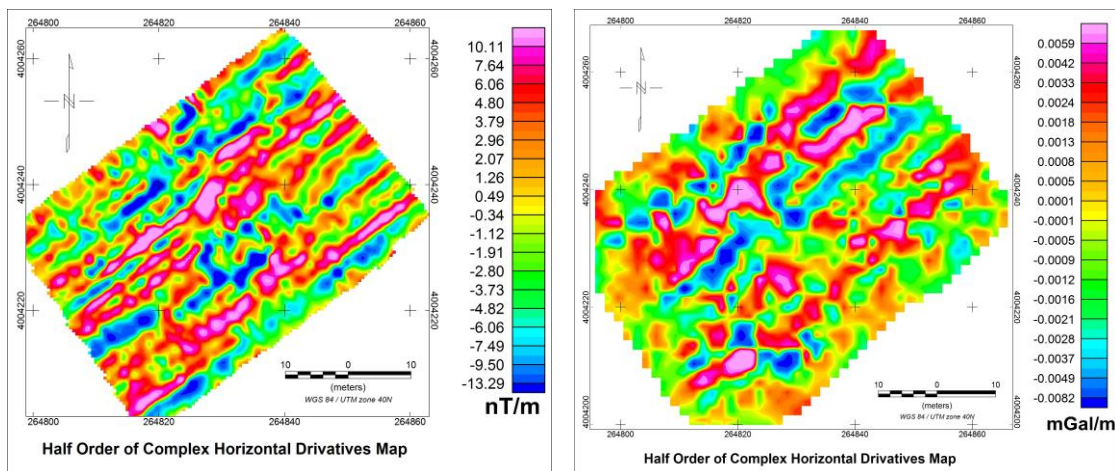 264800 264820 264840 264860
4004260 4004240 4004220
4004260 4004240 4004220
N
10.11
7.64
6.06
4.80
3.79
2.96
2.07
1.30
0.49
-0.34
-1.12
-1.91
-2.80
-3.73
-4.82
-6.06
-7.49
-9.50
-13.29
nT/m
10 0 10
(meters)
WGS 84 / UTM zone 40N
264800 264820 264840 264860
Half Order of Complex Horizontal Drivatives Map
264800 264820 264840 264860
4004260 4004240 4004220 4004200
4004260 4004240 4004220 4004200
N
0.0059
0.0042
0.0033
0.0024
0.0018
0.0013
0.0008
0.0003
-0.0001
-0.0005
-0.0009
-0.0012
-0.0016
-0.0021
-0.0028
-0.0037
-0.0049
-0.0082
mGal/m
10 0 10
(meters)
WGS 84 / UTM zone 40N
264800 264820 264840 264860
Half Order of Complex Horizontal Drivatives Map